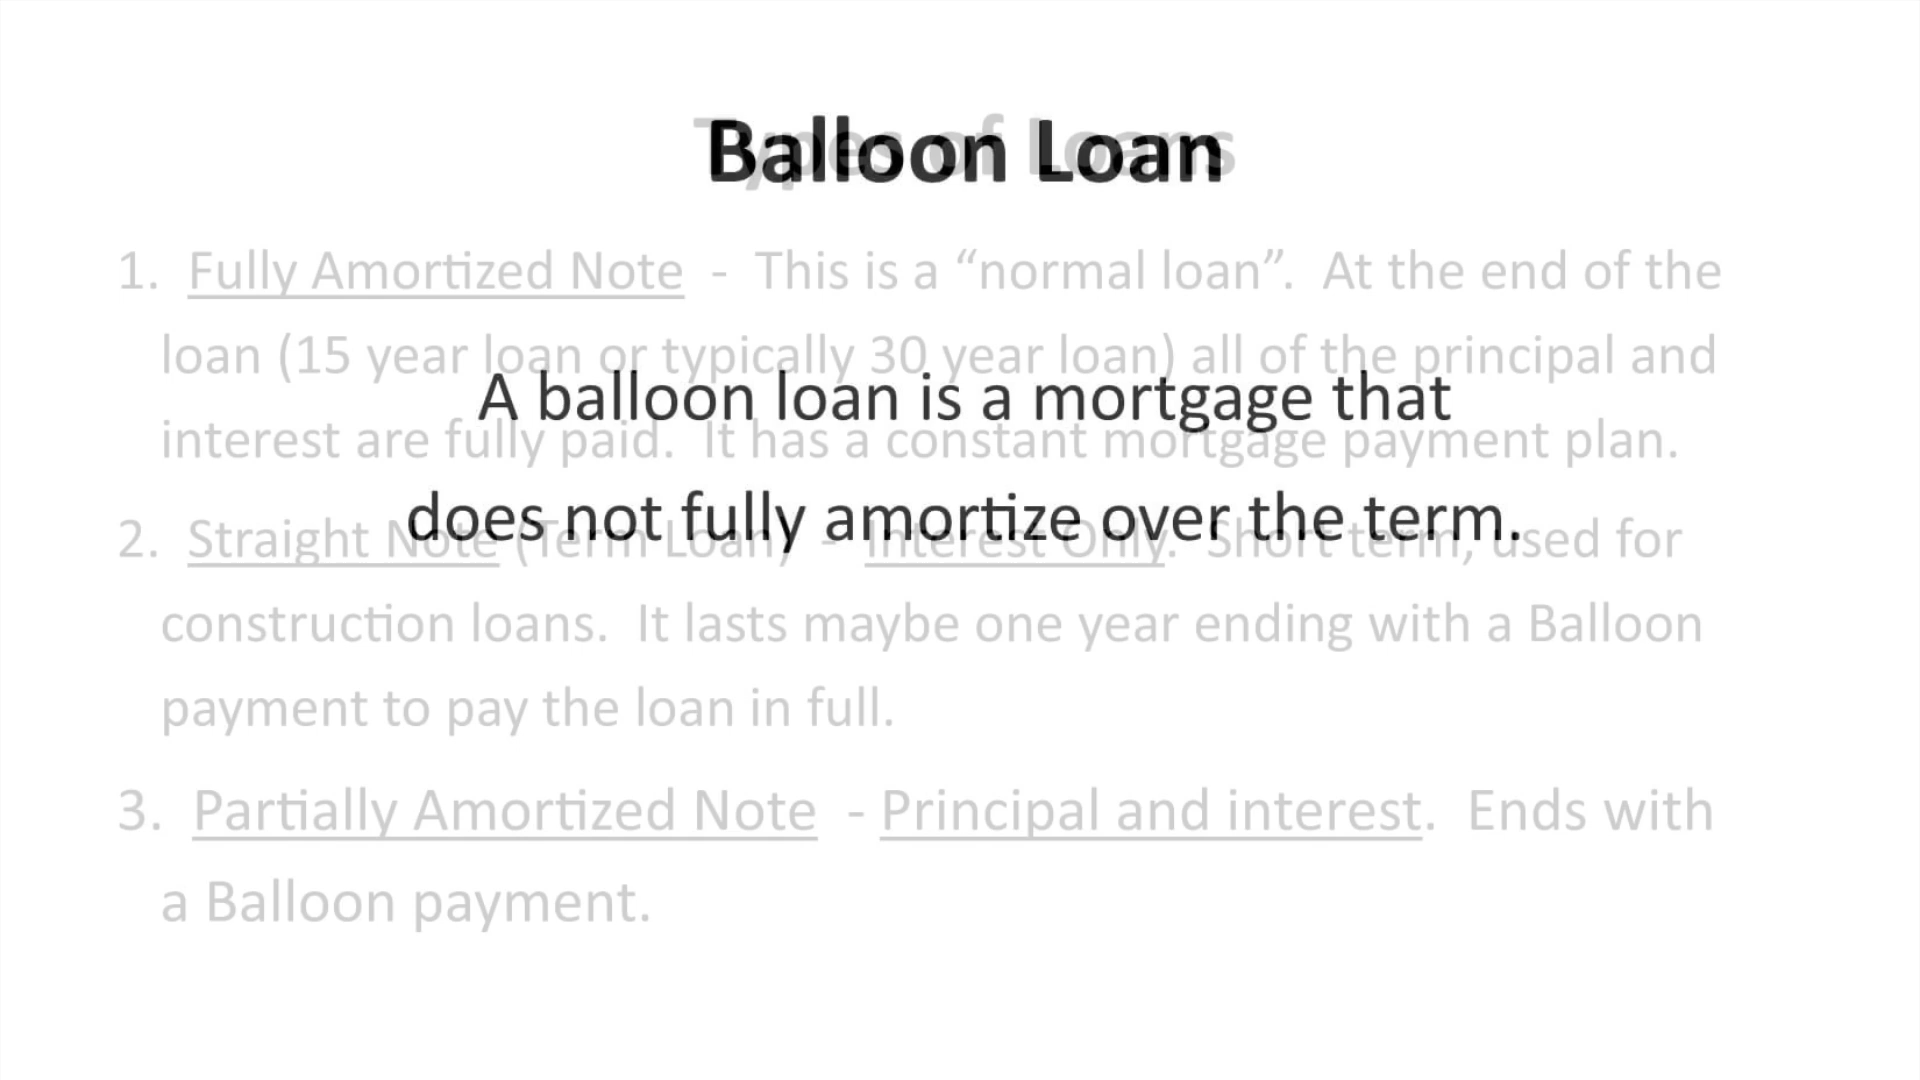 Balloon Loan
A balloon loan is a mortgage that
does not fully amortize over the term.
Types of Loans
1. Fully Amortized Note - This is a “normal loan”. At the end of the
loan (15 year loan or typically 30 year loan) all of the principal and
interest are fully paid. It has a constant mortgage payment plan.
2. Straight Note (Term Loan) - Interest Only. Short term, used for
construction loans. It lasts maybe one year ending with a Balloon
payment to pay the loan in full.
3. Partially Amortized Note - Principal and interest. Ends with
a Balloon payment.